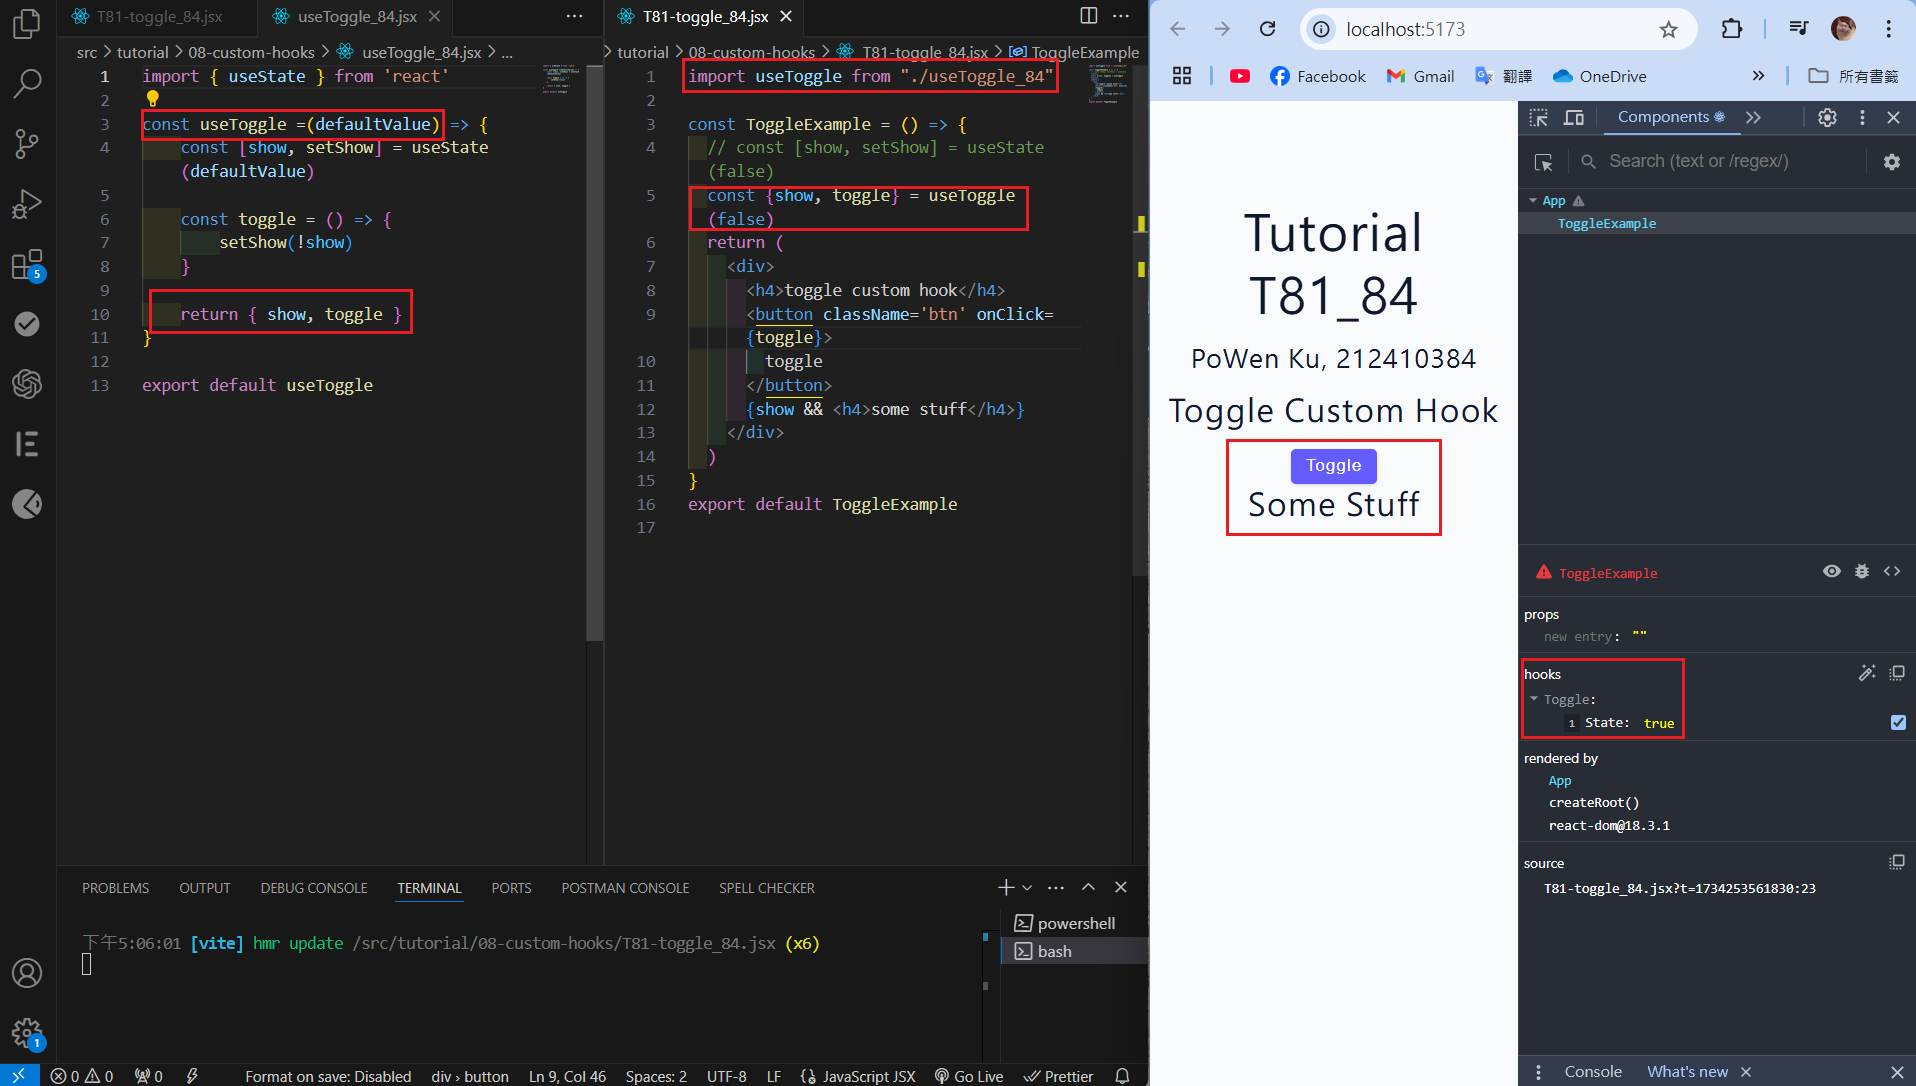 T81-toggle_84.jsx
useToggle_84.jsx
src > tutorial > 08-custom-hooks > useToggle_84.jsx > ...
1 import { useState } from 'react'
2
3 const useToggle =(defaultValue) => {
4 const [show, setShow] = useState
(defaultValue)
5
6 const toggle = () => {
7 setShow(!show)
8 }
9
10 return { show, toggle }
11 }
12
13 export default useToggle
T81-toggle_84.jsx
tutorial > 08-custom-hooks > T81-toggle_84.jsx > ToggleExample
1 import useToggle from "./useToggle_84"
2
3 const ToggleExample = () => {
4 // const [show, setShow] = useState
(false)
5 const {show, toggle} = useToggle
(false)
6 return (
7 <div>
8 <h4>toggle custom hook</h4>
9 <button className='btn' onClick=
{toggle}>
10 toggle
11 </button>
12 {show && <h4>some stuff</h4>}
13 </div>
14 )
15 }
16 export default ToggleExample
17
5
1
PROBLEMS OUTPUT DEBUG CONSOLE TERMINAL PORTS POSTMAN CONSOLE SPELL CHECKER
下午5:06:01 [vite] hmr update /src/tutorial/08-custom-hooks/T81-toggle_84.jsx (x6)
powershell
bash
0 0 0 Format on save: Disabled div › button Ln 9, Col 46 Spaces: 2 UTF-8 LF JavaScript JSX Go Live Prettier
localhost:5173
Facebook Gmail 翻譯 OneDrive » 所有書籤
Tutorial
T81_84
PoWen Ku, 212410384
Toggle Custom Hook
Toggle
Some Stuff
Components
Search (text or /regex/)
App
ToggleExample
ToggleExample
props
new entry: ""
hooks
Toggle:
1 State: true
rendered by
App
createRoot()
react-dom@18.3.1
source
T81-toggle_84.jsx?t=1734253561830:23
Console What's new